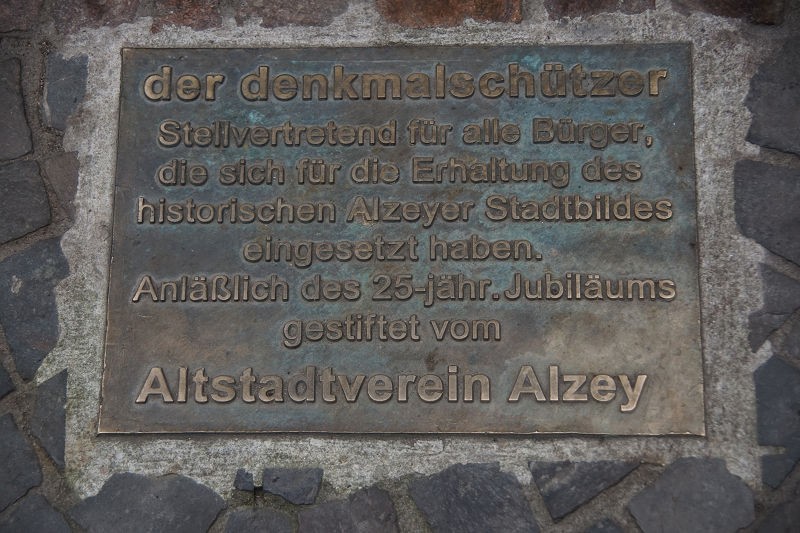 der denkmalschützer
Stellvertretend für alle Bürger,
die sich für die Erhaltung des
historischen Alzeyer Stadtbildes
eingesetzt haben.
Anläßlich des 25-jähr. Jubiläums
gestiftet vom
Altstadtverein Alzey